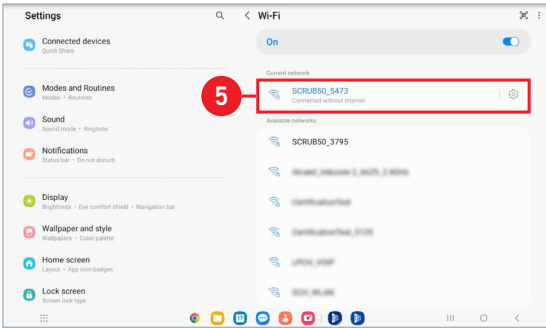 Settings
Connected devices
Quick Share
Modes and Routines
Modes • Routines
Sound
Sound mode • Ringtone
Notifications
Status bar • Do not disturb
Display
Brightness • Eye comfort shield • Navigation bar
Wallpaper and style
Wallpapers • Color palette
Home screen
Layout • App icon badges
Lock screen
Screen lock type
Wi-Fi
On
Current network
5
SCRUB50_5473
Connected without internet
Available networks
SCRUB50_3795
17